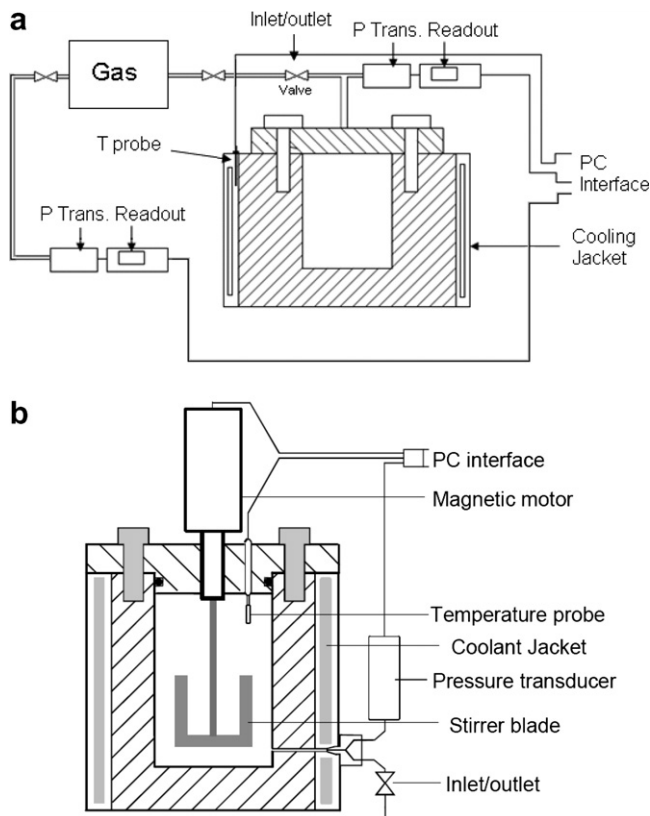 a
Inlet/outlet
P Trans. Readout
Gas
Valve
T probe
PC
Interface
P Trans. Readout
Cooling
Jacket
b
PC interface
Magnetic motor
Temperature probe
Coolant Jacket
Pressure transducer
Stirrer blade
Inlet/outlet